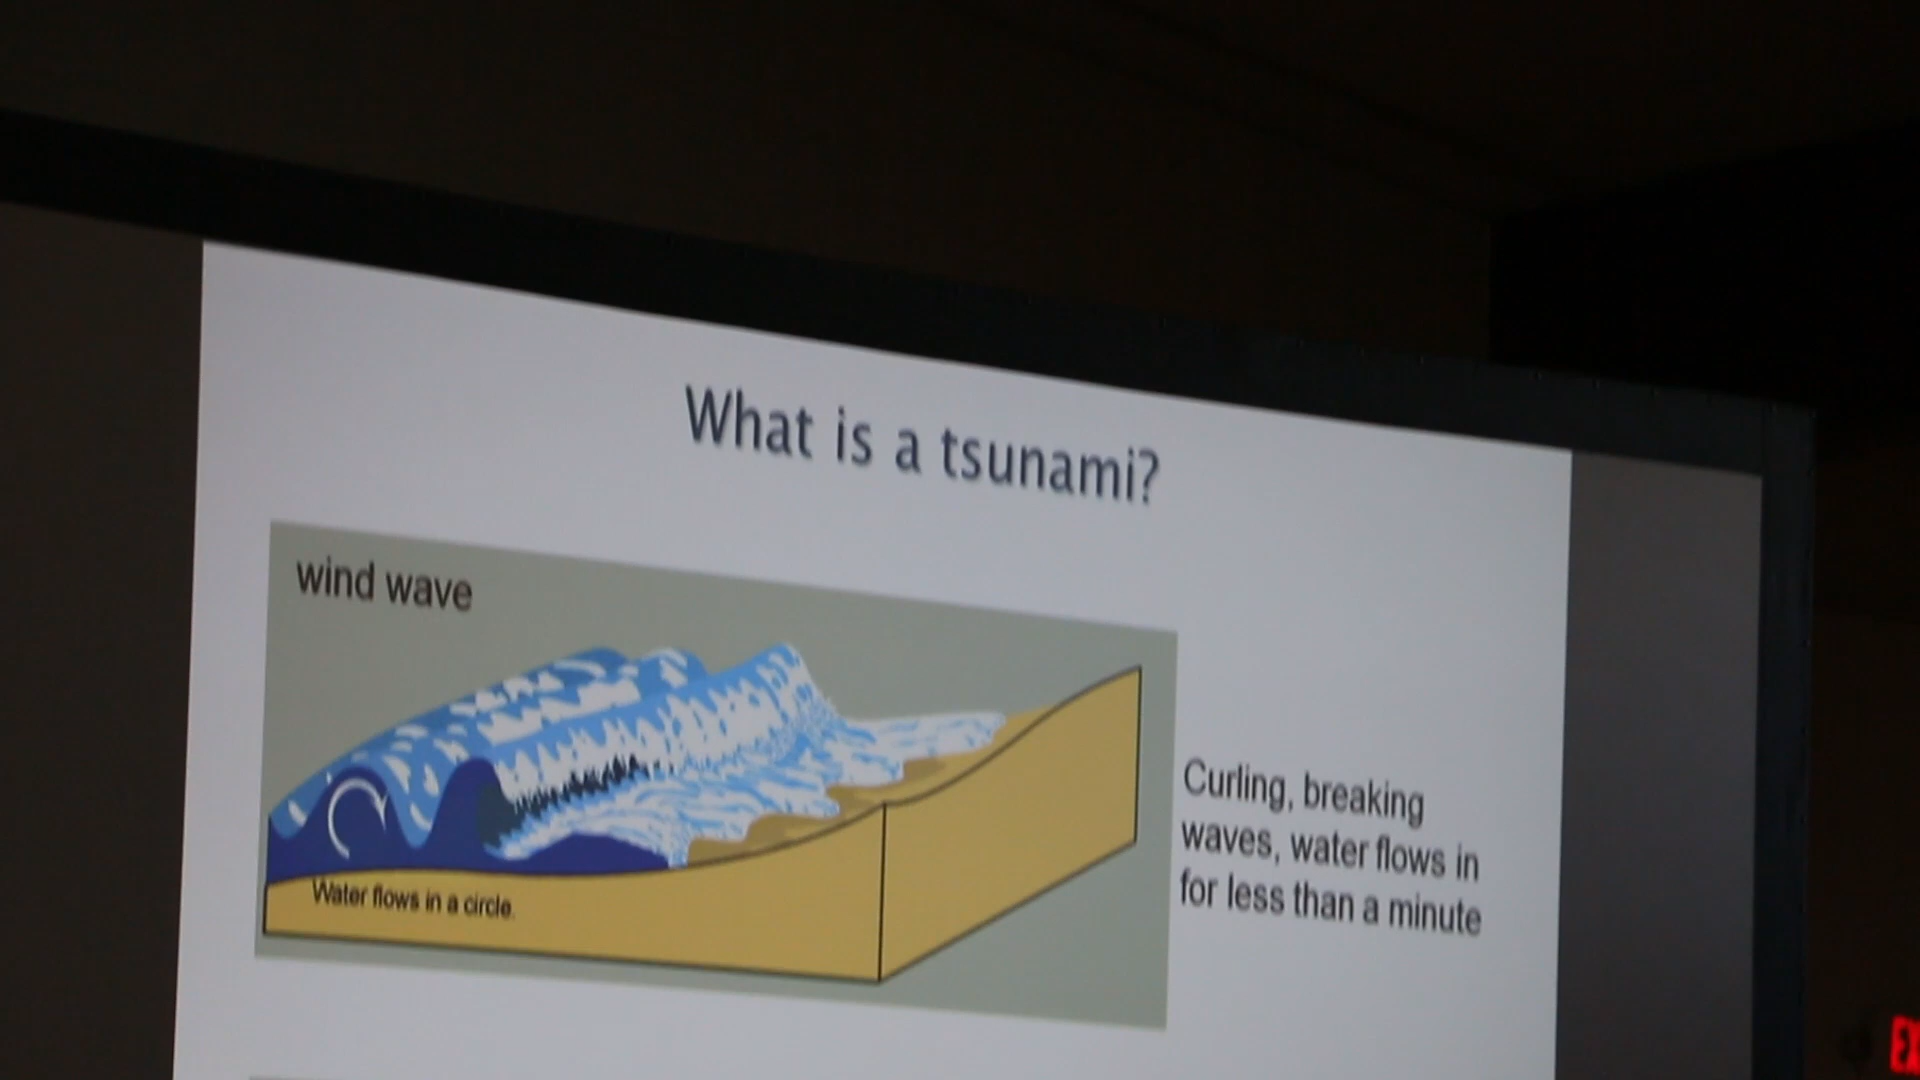 What is a tsunami?
wind wave
Water flows in a circle.
Curling, breaking
waves, water flows in
for less than a minute